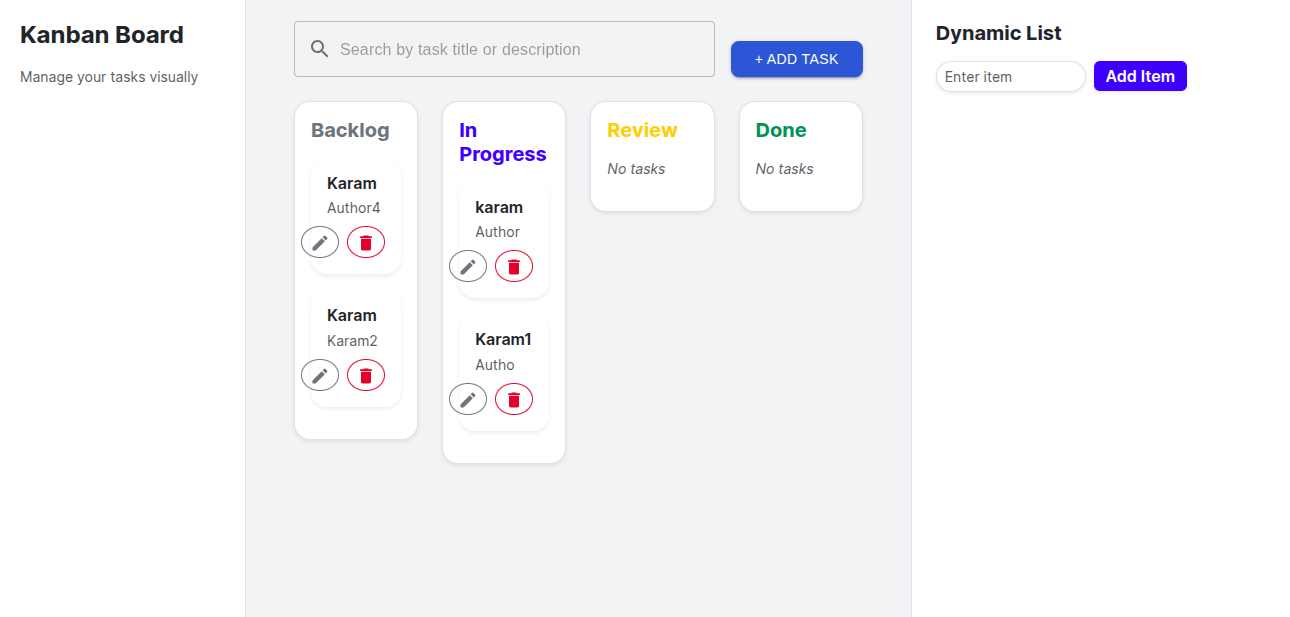 Kanban Board
Manage your tasks visually
Search by task title or description
+ ADD TASK
Backlog
Karam
Author4
Karam
Karam2
In
Progress
karam
Author
Karam1
Autho
Review
No tasks
Done
No tasks
Dynamic List
Enter item
Add Item